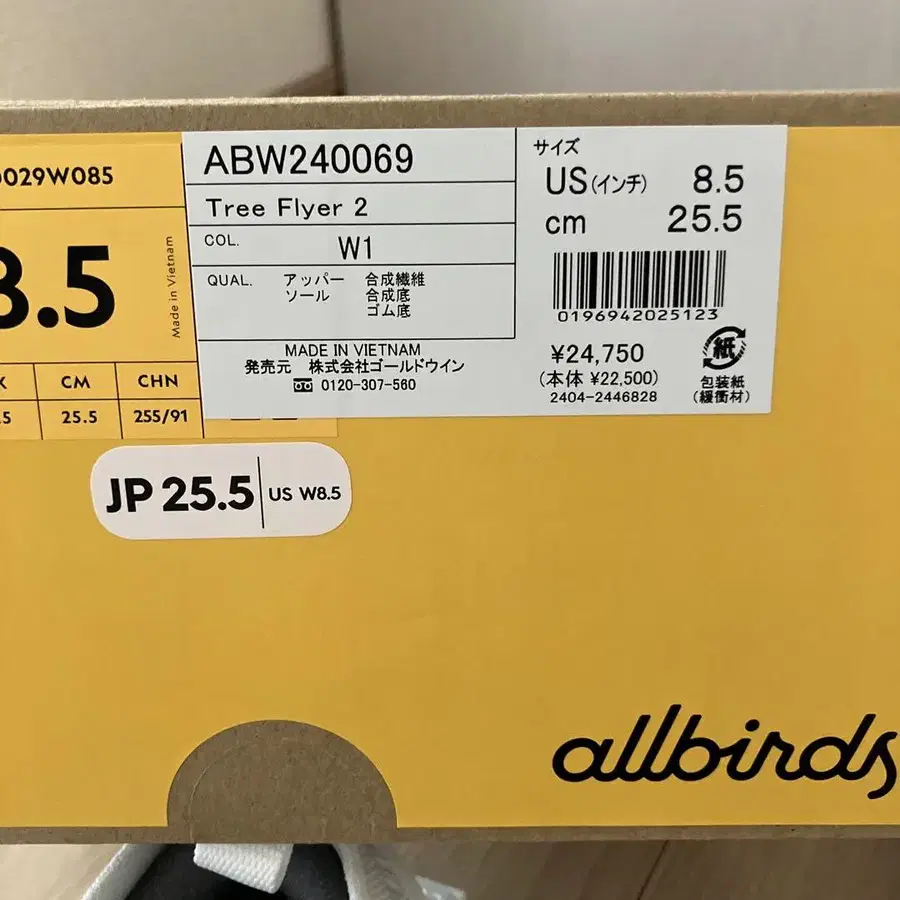 029W085
8.5
Made in Vietnam
CM
CHN
25.5
255/91
ABW240069
Tree Flyer 2
COL.
W1
QUAL.
アッパー 合成繊維
ソール 合成底
ゴム底
MADE IN VIETNAM
発売元 株式会社ゴールドウイン
0120-307-560
サイズ
US(インチ) 8.5
cm 25.5
0196942025123
¥24,750
(本体 ¥22,500)
2404-2446828
紙
包装紙
(緩衝材)
JP 25.5 US W8.5
allbirds